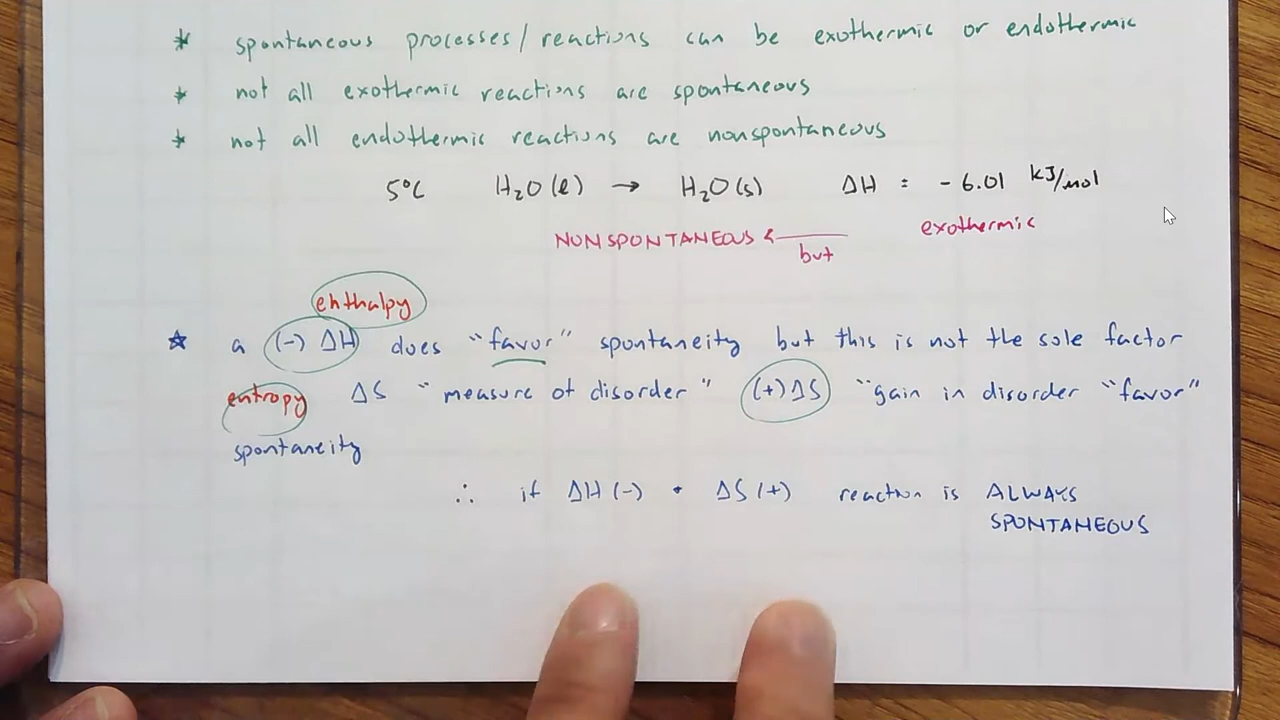 * spontaneous processes/reactions can be exothermic or endothermic
* not all exothermic reactions are spontaneous
* not all endothermic reactions are nonspontaneous
5°C H₂O(l) → H₂O(s) ΔH = -6.01 kJ/mol
NONSPONTANEOUS ← but exothermic
enthalpy
☆ a (-) ΔH does "favor" spontaneity but this is not the sole factor
entropy ΔS "measure of disorder" (+)ΔS "gain in disorder "favor"
spontaneity
∴ if ΔH(-) + ΔS(+) reaction is ALWAYS
SPONTANEOUS